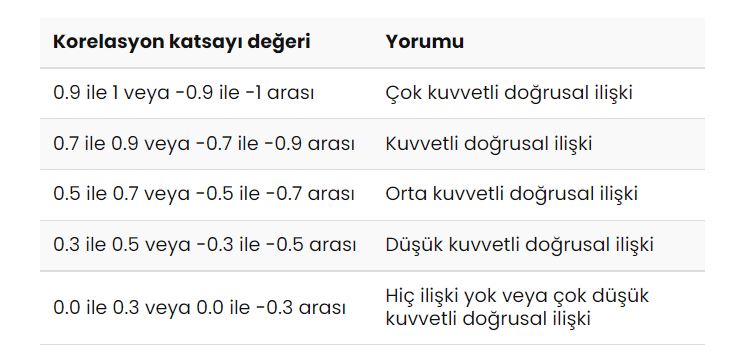 Korelasyon katsayı değeri Yorumu
0.9 ile 1 veya -0.9 ile -1 arası Çok kuvvetli doğrusal ilişki
0.7 ile 0.9 veya -0.7 ile -0.9 arası Kuvvetli doğrusal ilişki
0.5 ile 0.7 veya -0.5 ile -0.7 arası Orta kuvvetli doğrusal ilişki
0.3 ile 0.5 veya -0.3 ile -0.5 arası Düşük kuvvetli doğrusal ilişki
0.0 ile 0.3 veya 0.0 ile -0.3 arası Hiç ilişki yok veya çok düşük
kuvvetli doğrusal ilişki